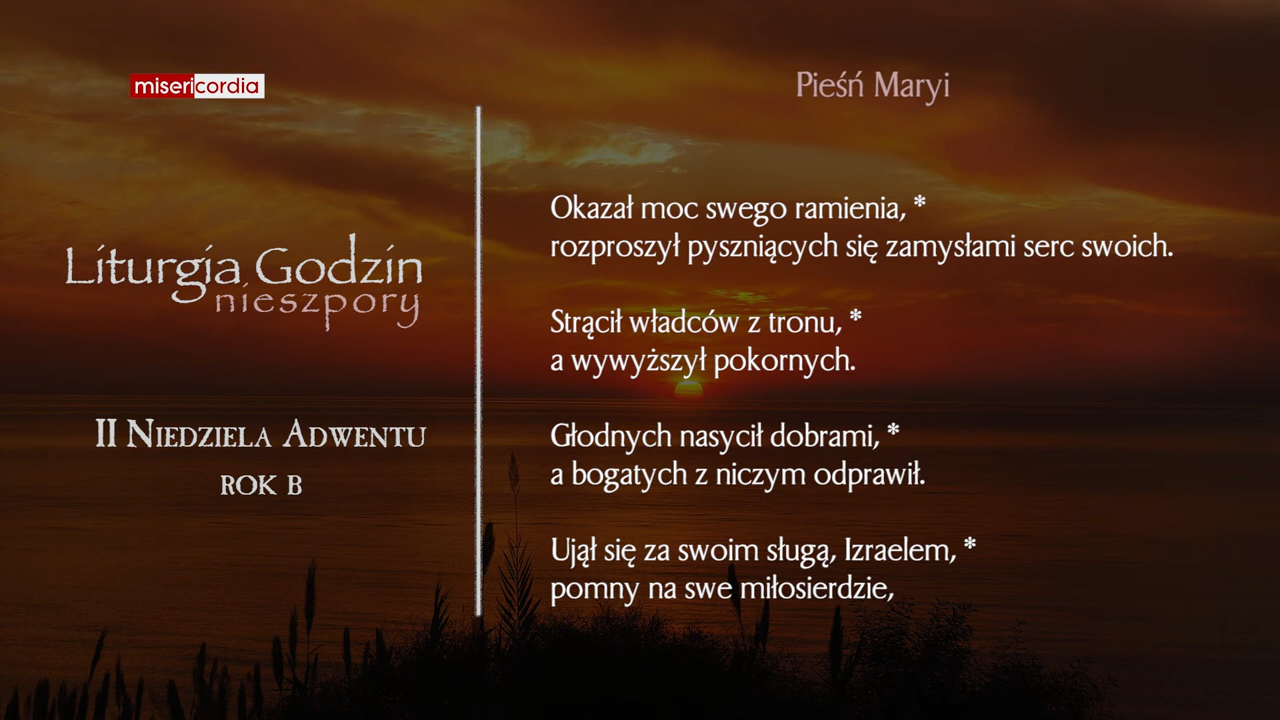 misericordia
Liturgia Godzin
nieszpory
II Niedziela Adwentu
rok B
Pieśń Maryi
Okazał moc swego ramienia, *
rozproszył pyszniących się zamysłami serc swoich.
Strącił władców z tronu, *
a wywyższył pokornych.
Głodnych nasycił dobrami, *
a bogatych z niczym odprawił.
Ujął się za swoim sługą, Izraelem, *
pomny na swe miłosierdzie,